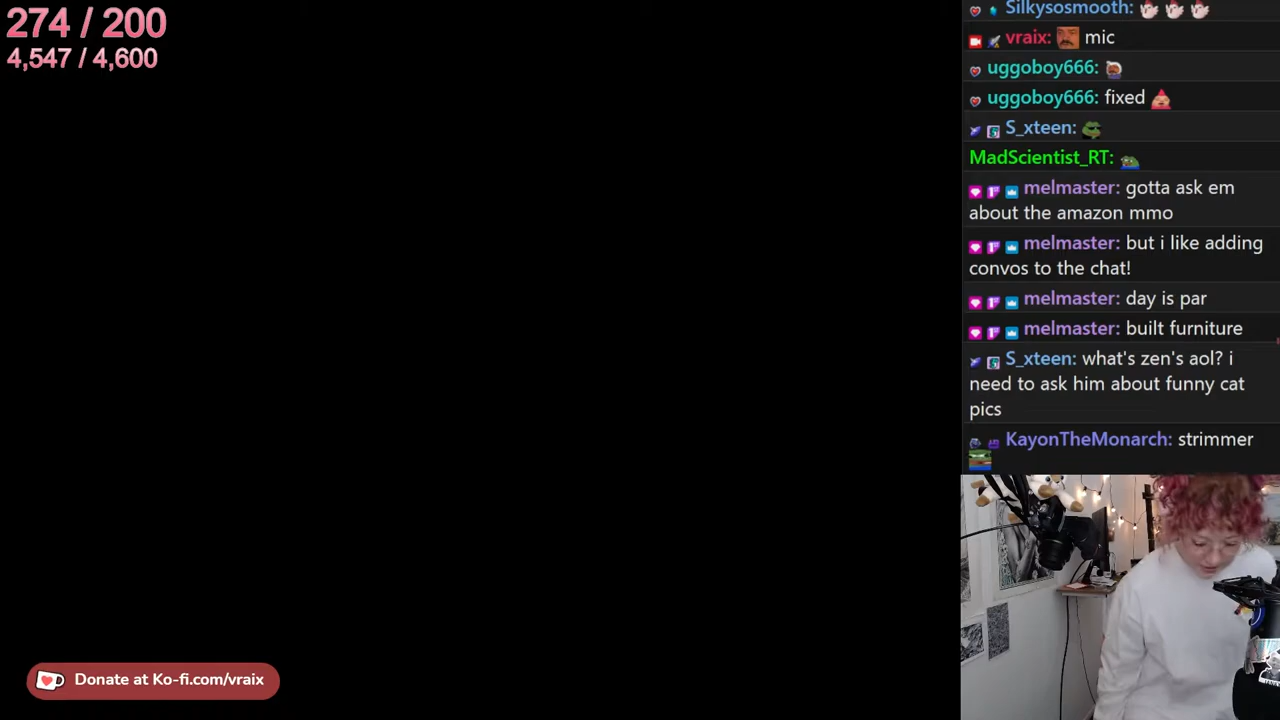 274 / 200
4,547 / 4,600
Silkysosmooth:
vraix: mic
uggoboy666:
uggoboy666: fixed
S_xteen:
MadScientist_RT:
melmaster: gotta ask em
about the amazon mmo
melmaster: but i like adding
convos to the chat!
melmaster: day is par
melmaster: built furniture
S_xteen: what's zen's aol? i
need to ask him about funny cat
pics
KayonTheMonarch: strimmer
Donate at Ko-fi.com/vraix